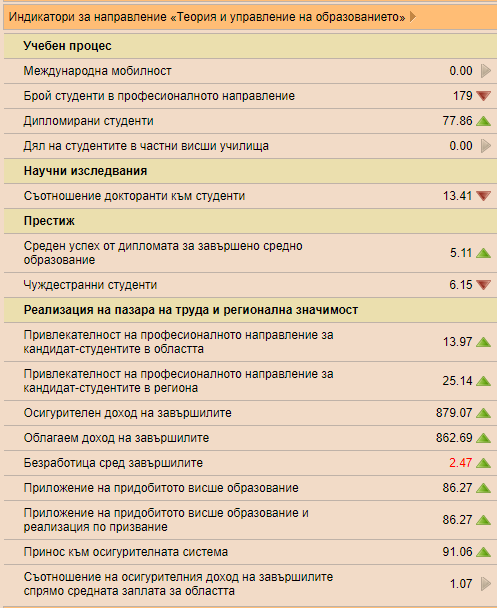 Индикатори за направление «Теория и управление на образованието»
Учебен процес
Международна мобилност 0.00
Брой студенти в професионалното направление 179
Дипломирани студенти 77.86
Дял на студентите в частни висши училища 0.00
Научни изследвания
Съотношение докторанти към студенти 13.41
Престиж
Среден успех от дипломата за завършено средно
образование 5.11
Чуждестранни студенти 6.15
Реализация на пазара на труда и регионална значимост
Привлекателност на професионалното направление за
кандидат-студентите в областта 13.97
Привлекателност на професионалното направление за
кандидат-студентите в региона 25.14
Осигурителен доход на завършилите 879.07
Облагаем доход на завършилите 862.69
Безработица сред завършилите 2.47
Приложение на придобитото висше образование 86.27
Приложение на придобитото висше образование и
реализация по призвание 86.27
Принос към осигурителната система 91.06
Съотношение на осигурителния доход на завършилите
спрямо средната заплата за областта 1.07